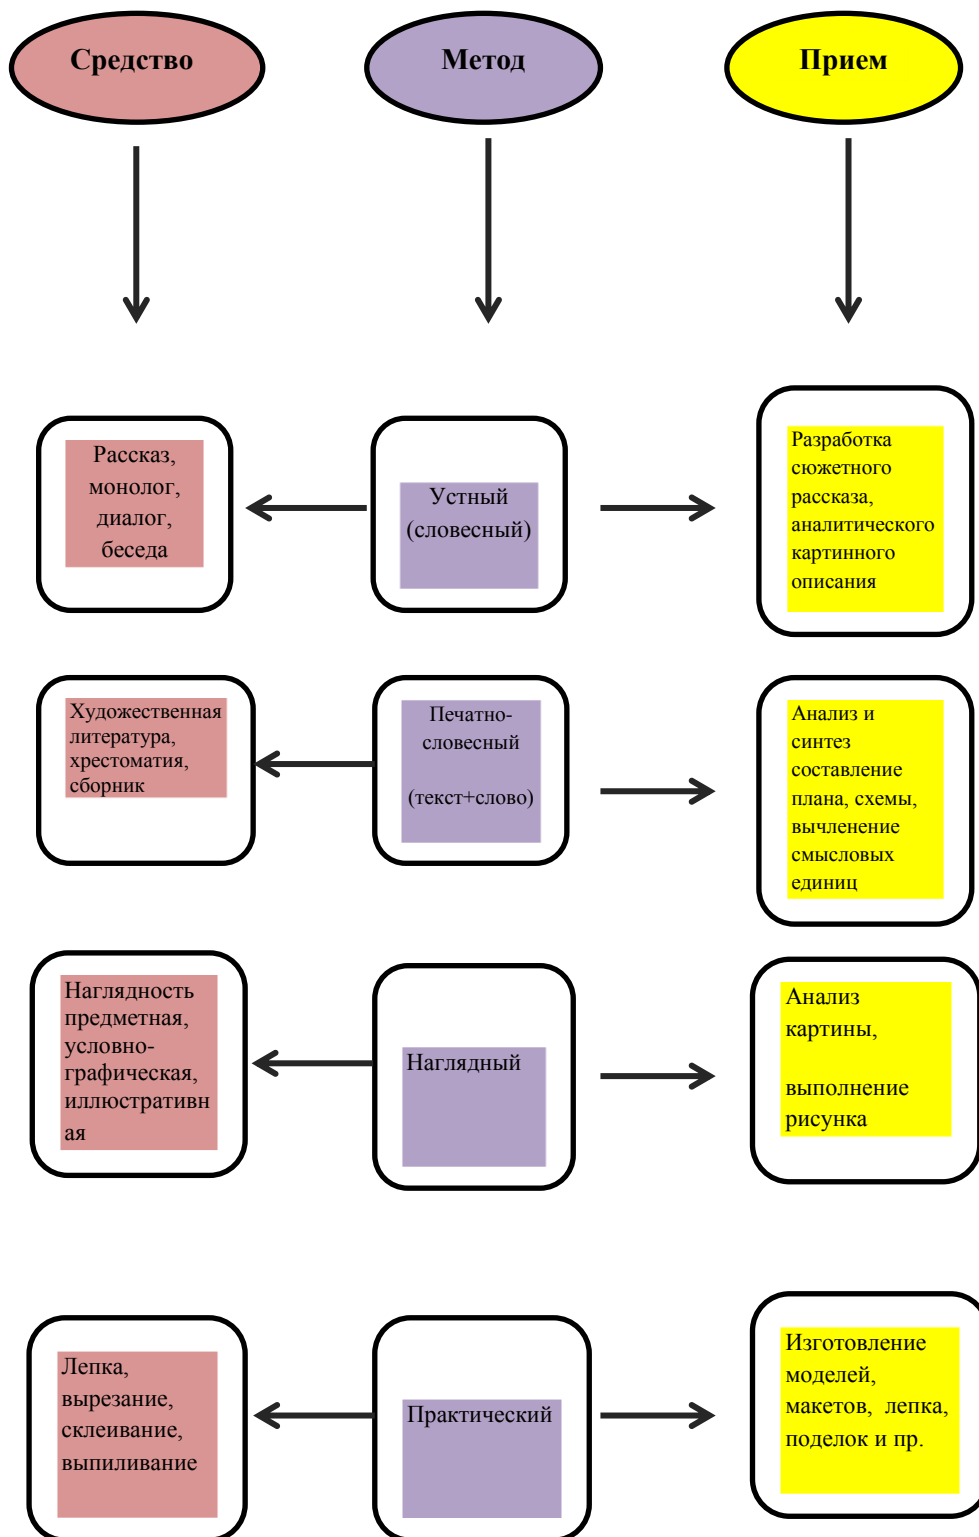 Средство
Метод
Прием
Рассказ,
монолог,
диалог,
беседа
Устный
(словесный)
Разработка
сюжетного
рассказа,
аналитического
картинного
описания
Художественная
литература,
хрестоматия,
сборник
Печатно-
словесный
(текст+слово)
Анализ и
синтез
составление
плана, схемы,
вычленение
смысловых
единиц
Наглядность
предметная,
условно-
графическая,
иллюстративн
ая
Наглядный
Анализ
картины,
выполнение
рисунка
Лепка,
вырезание,
склеивание,
выпиливание
Практический
Изготовление
моделей,
макетов, лепка,
поделок и пр.